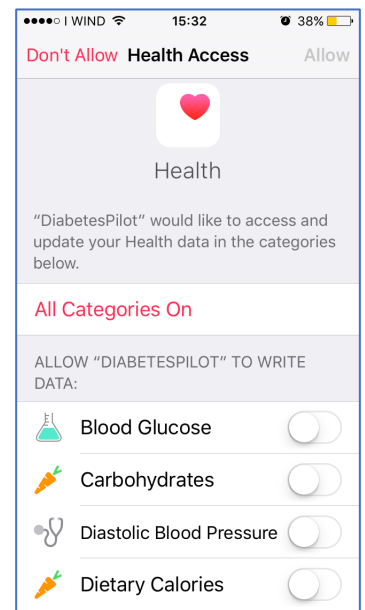 I WIND 15:32 38%
Don't Allow Health Access Allow
Health
“DiabetesPilot” would like to access and
update your Health data in the categories
below.
All Categories On
ALLOW “DIABETESPILOT” TO WRITE
DATA:
Blood Glucose
Carbohydrates
Diastolic Blood Pressure
Dietary Calories